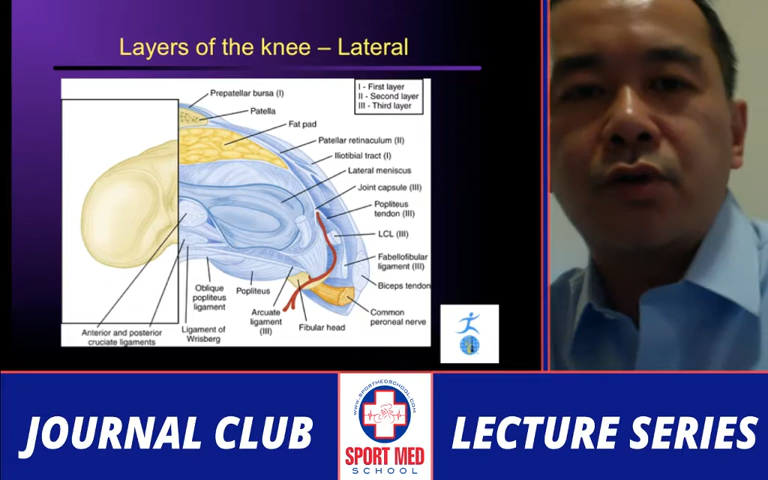 Layers of the knee – Lateral
I - First layer
II - Second layer
III - Third layer
Prepatellar bursa (I)
Patella
Fat pad
Patellar retinaculum (II)
Iliotibial tract (I)
Lateral meniscus
Joint capsule (III)
Popliteus
tendon (III)
LCL (III)
Fabellofibular
ligament (III)
Biceps tendon
Common
peroneal nerve
Fibular head
Arcuate
ligament
(III)
Popliteus
Oblique
popliteus
ligament
Ligament of
Wrisberg
Anterior and posterior
cruciate ligaments
JOURNAL CLUB
WWW.SPORTMEDSCHOOL.COM
SPORT MED
SCHOOL
LECTURE SERIES